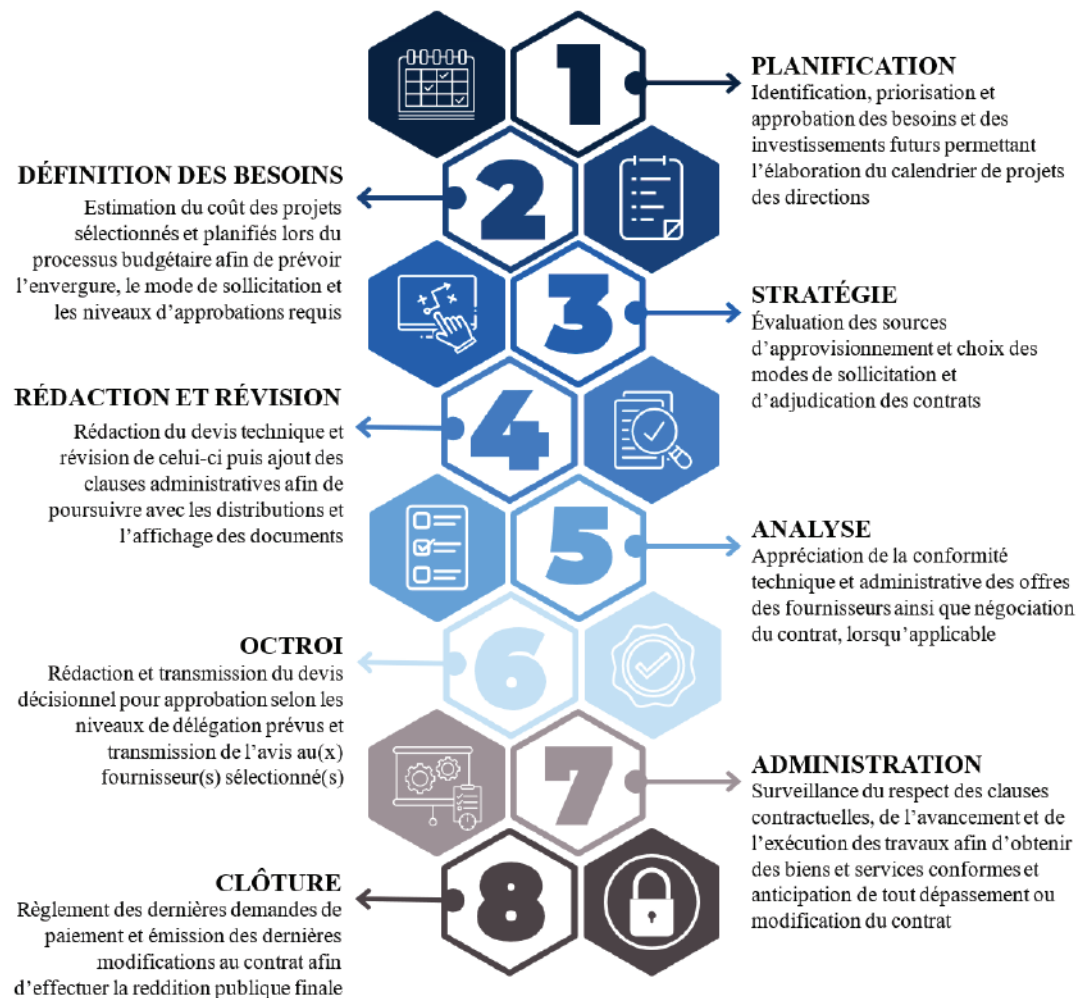 1
PLANIFICATION
Identification, priorisation et
approbation des besoins et des
investissements futurs permettant
l’élaboration du calendrier de projets
des directions
2
DÉFINITION DES BESOINS
Estimation du coût des projets
sélectionnés et planifiés lors du
processus budgétaire afin de prévoir
l’envergure, le mode de sollicitation et
les niveaux d’approbations requis
3
STRATÉGIE
Évaluation des sources
d’approvisionnement et choix des
modes de sollicitation et
d’adjudication des contrats
4
RÉDACTION ET RÉVISION
Rédaction du devis technique et
révision de celui-ci puis ajout des
clauses administratives afin de
poursuivre avec les distributions et
l’affichage des documents
5
ANALYSE
Appréciation de la conformité
technique et administrative des offres
des fournisseurs ainsi que négociation
du contrat, lorsqu’applicable
6
OCTROI
Rédaction et transmission du devis
décisionnel pour approbation selon les
niveaux de délégation prévus et
transmission de l’avis au(x)
fournisseur(s) sélectionné(s)
7
ADMINISTRATION
Surveillance du respect des clauses
contractuelles, de l’avancement et de
l’exécution des travaux afin d’obtenir
des biens et services conformes et
anticipation de tout dépassement ou
modification du contrat
8
CLÔTURE
Règlement des dernières demandes de
paiement et émission des dernières
modifications au contrat afin
d’effectuer la reddition publique finale